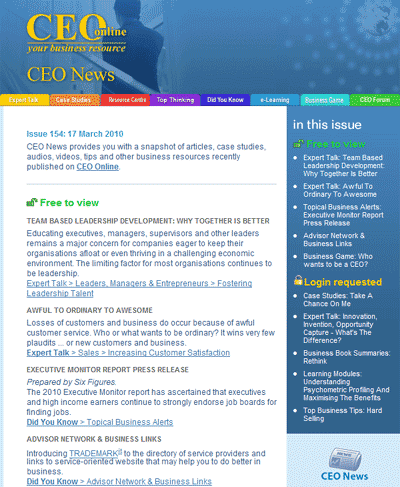 CEO online
your business resource
CEO News
Expert Talk
Case Studies
Resource Centre
Top Thinking
Did You Know
e-Learning
Business Game
CEO Forum
Issue 154: 17 March 2010
CEO News provides you with a snapshot of articles, case studies,
audios, videos, tips and other business resources recently
published on CEO Online.
Free to view
TEAM BASED LEADERSHIP DEVELOPMENT: WHY TOGETHER IS BETTER
Educating executives, managers, supervisors and other leaders
remains a major concern for companies eager to keep their
organisations afloat or even thriving in a challenging economic
environment. The limiting factor for most organisations continues to
be leadership.
Expert Talk > Leaders, Managers & Entrepreneurs > Fostering
Leadership Talent
AWFUL TO ORDINARY TO AWESOME
Losses of customers and business do occur because of awful
customer service. Who or what wants to be ordinary? It wins very few
plaudits ... or new customers and business.
Expert Talk > Sales > Increasing Customer Satisfaction
EXECUTIVE MONITOR REPORT PRESS RELEASE
Prepared by Six Figures.
The 2010 Executive Monitor report has ascertained that executives
and high income earners continue to strongly endorse job boards for
finding jobs.
Did You Know > Topical Business Alerts
ADVISOR NETWORK & BUSINESS LINKS
Introducing TRADEMARK to the directory of service providers and
links to service-oriented website that may help you to do better in
business.
Did You Know > Advisor Network & Business Links
in this issue
Free to view
Expert Talk: Team Based
Leadership Development:
Why Together Is Better
Expert Talk: Awful To
Ordinary To Awesome
Topical Business Alerts:
Executive Monitor Report
Press Release
Advisor Network &
Business Links
Business Game: Who
wants to be a CEO?
Login requested
Case Studies: Take A
Chance On Me
Expert Talk: Innovation,
Invention, Opportunity
Capture - What's The
Difference?
Business Book Summaries:
Rethink
Learning Modules:
Understanding
Psychometric Profiling And
Maximising The Benefits
Top Business Tips: Hard
Selling
CEO News